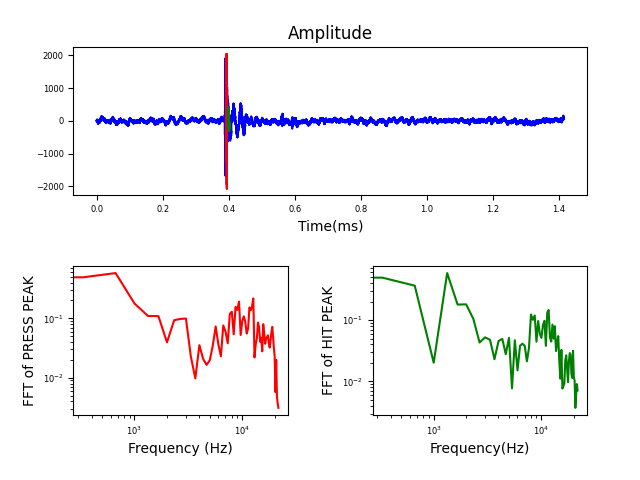 Amplitude
2000
1000
0
−1000
−2000
0.0 0.2 0.4 0.6 0.8 1.0 1.2 1.4
Time(ms)
FFT of PRESS PEAK
10⁻¹
10⁻²
10³ 10⁴
Frequency (Hz)
FFT of HIT PEAK
10⁻¹
10⁻²
10³ 10⁴
Frequency(Hz)